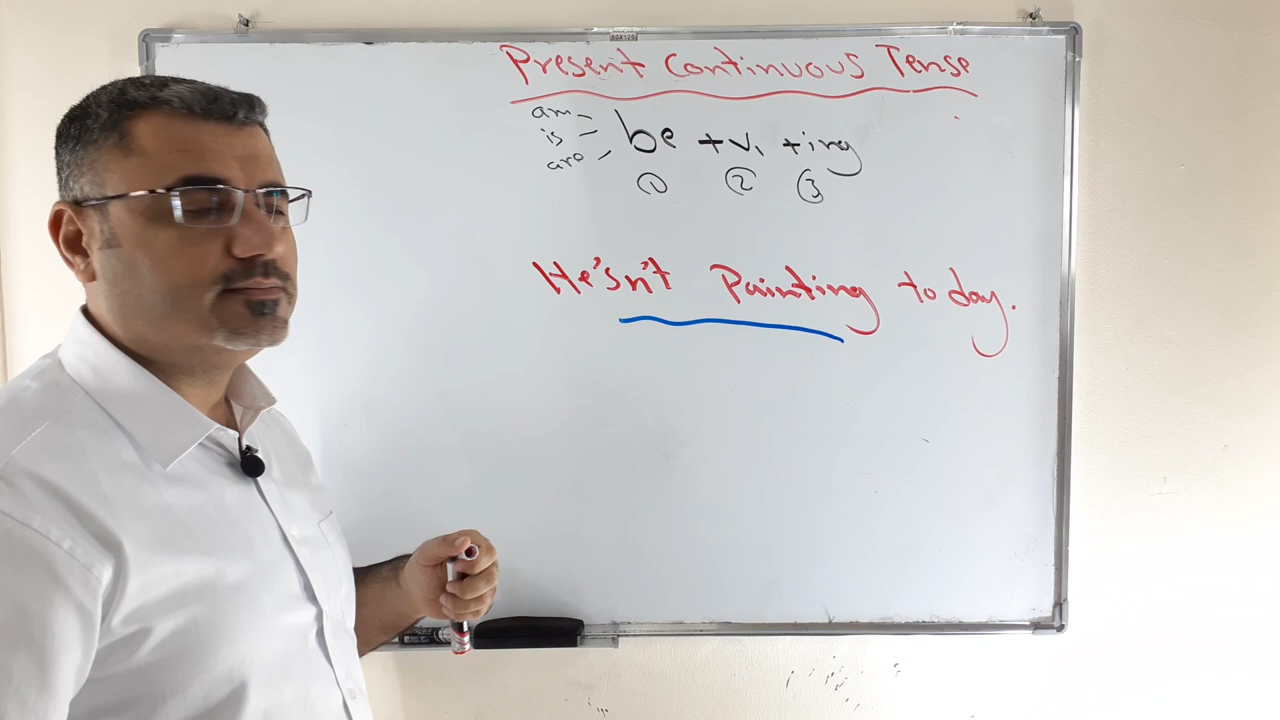 Present Continuous Tense
am
is
are
be + v1 + ing
1 2 3
He'sn't Painting today.